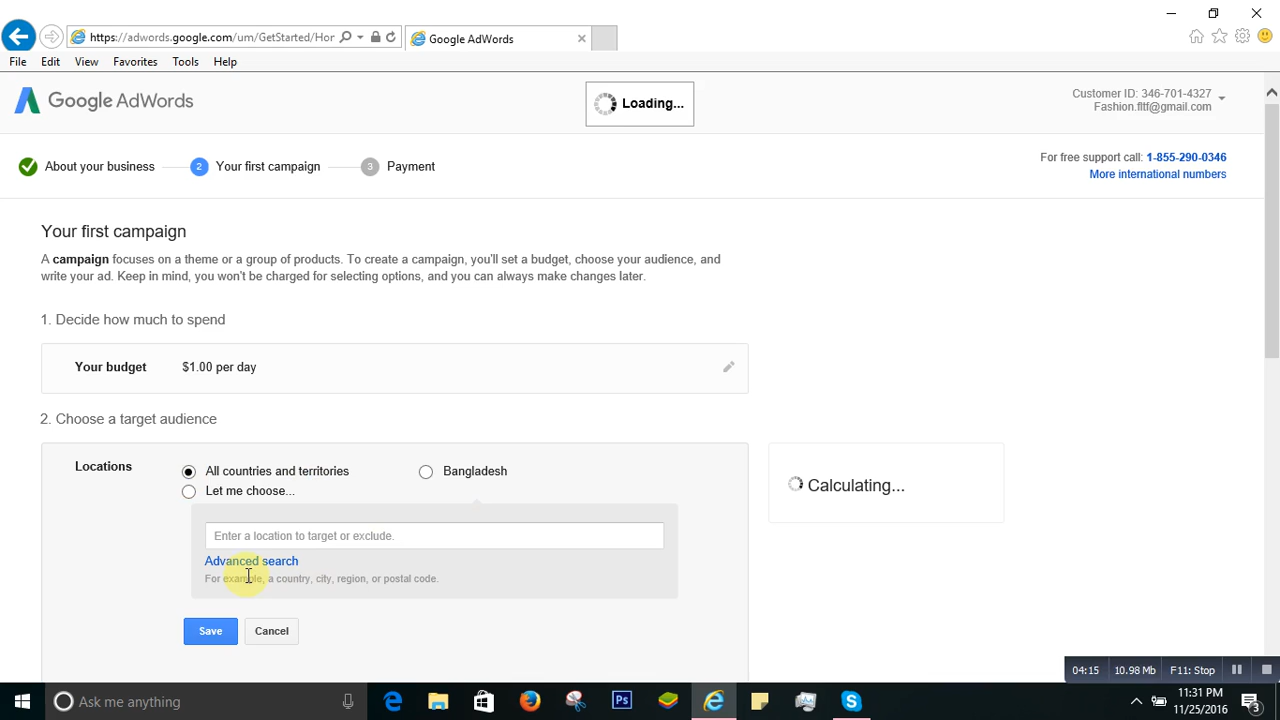 https://adwords.google.com/um/GetStarted/Hor
Google AdWords
File Edit View Favorites Tools Help
Google AdWords
Loading...
Customer ID: 346-701-4327
Fashion.fltf@gmail.com
About your business
2 Your first campaign
3 Payment
For free support call: 1-855-290-0346
More international numbers
Your first campaign
A campaign focuses on a theme or a group of products. To create a campaign, you'll set a budget, choose your audience, and
write your ad. Keep in mind, you won't be charged for selecting options, and you can always make changes later.
1. Decide how much to spend
Your budget $1.00 per day
2. Choose a target audience
Locations All countries and territories Bangladesh
Let me choose...
Calculating...
Enter a location to target or exclude.
Advanced search
For example, a country, city, region, or postal code.
Save Cancel
04:15 10.98 Mb F11: Stop
Ask me anything
Ps
11:31 PM
11/25/2016
3